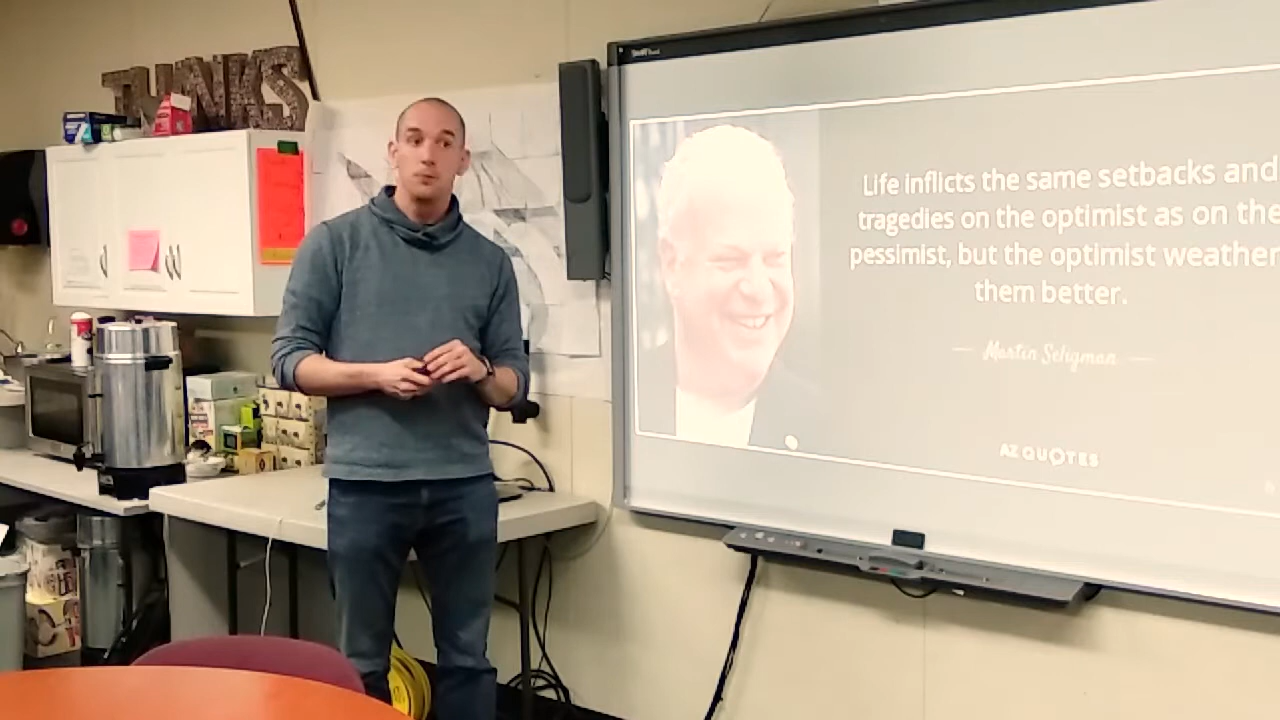 THINKS
Life inflicts the same setbacks and
tragedies on the optimist as on the
pessimist, but the optimist weather
them better.
Martin Seligman
AZ QUOTES